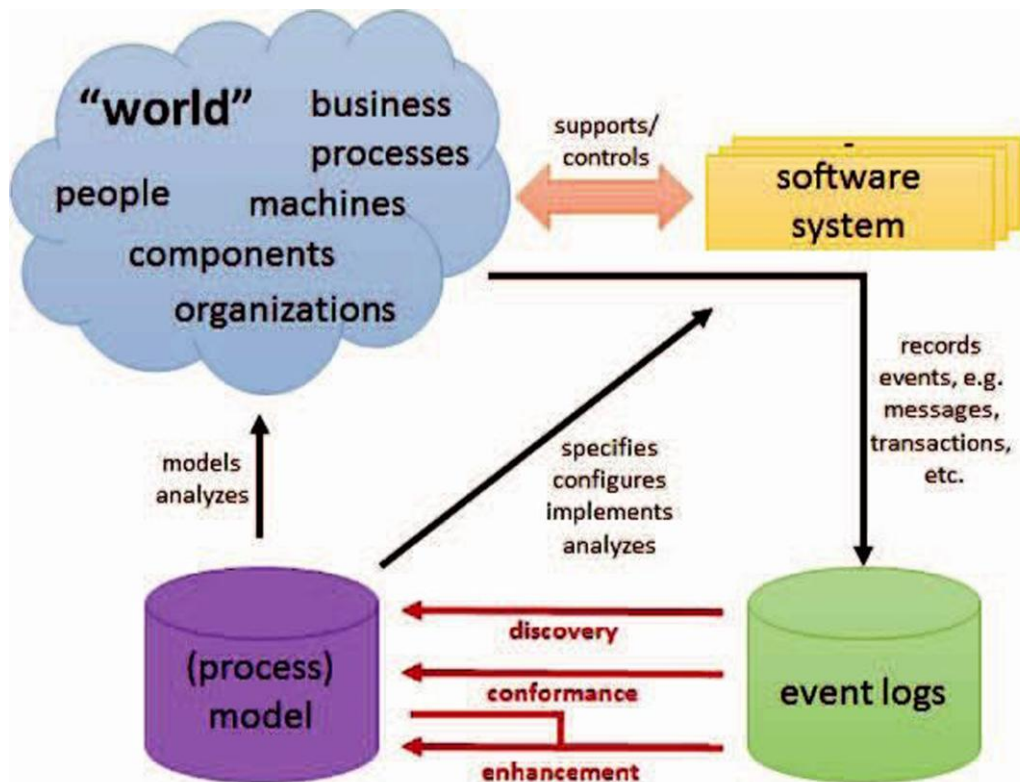 “world”
business
processes
people
machines
components
organizations
supports/
controls
software
system
records
events, e.g.
messages,
transactions,
etc.
models
analyzes
specifies
configures
implements
analyzes
(process)
model
discovery
conformance
enhancement
event logs